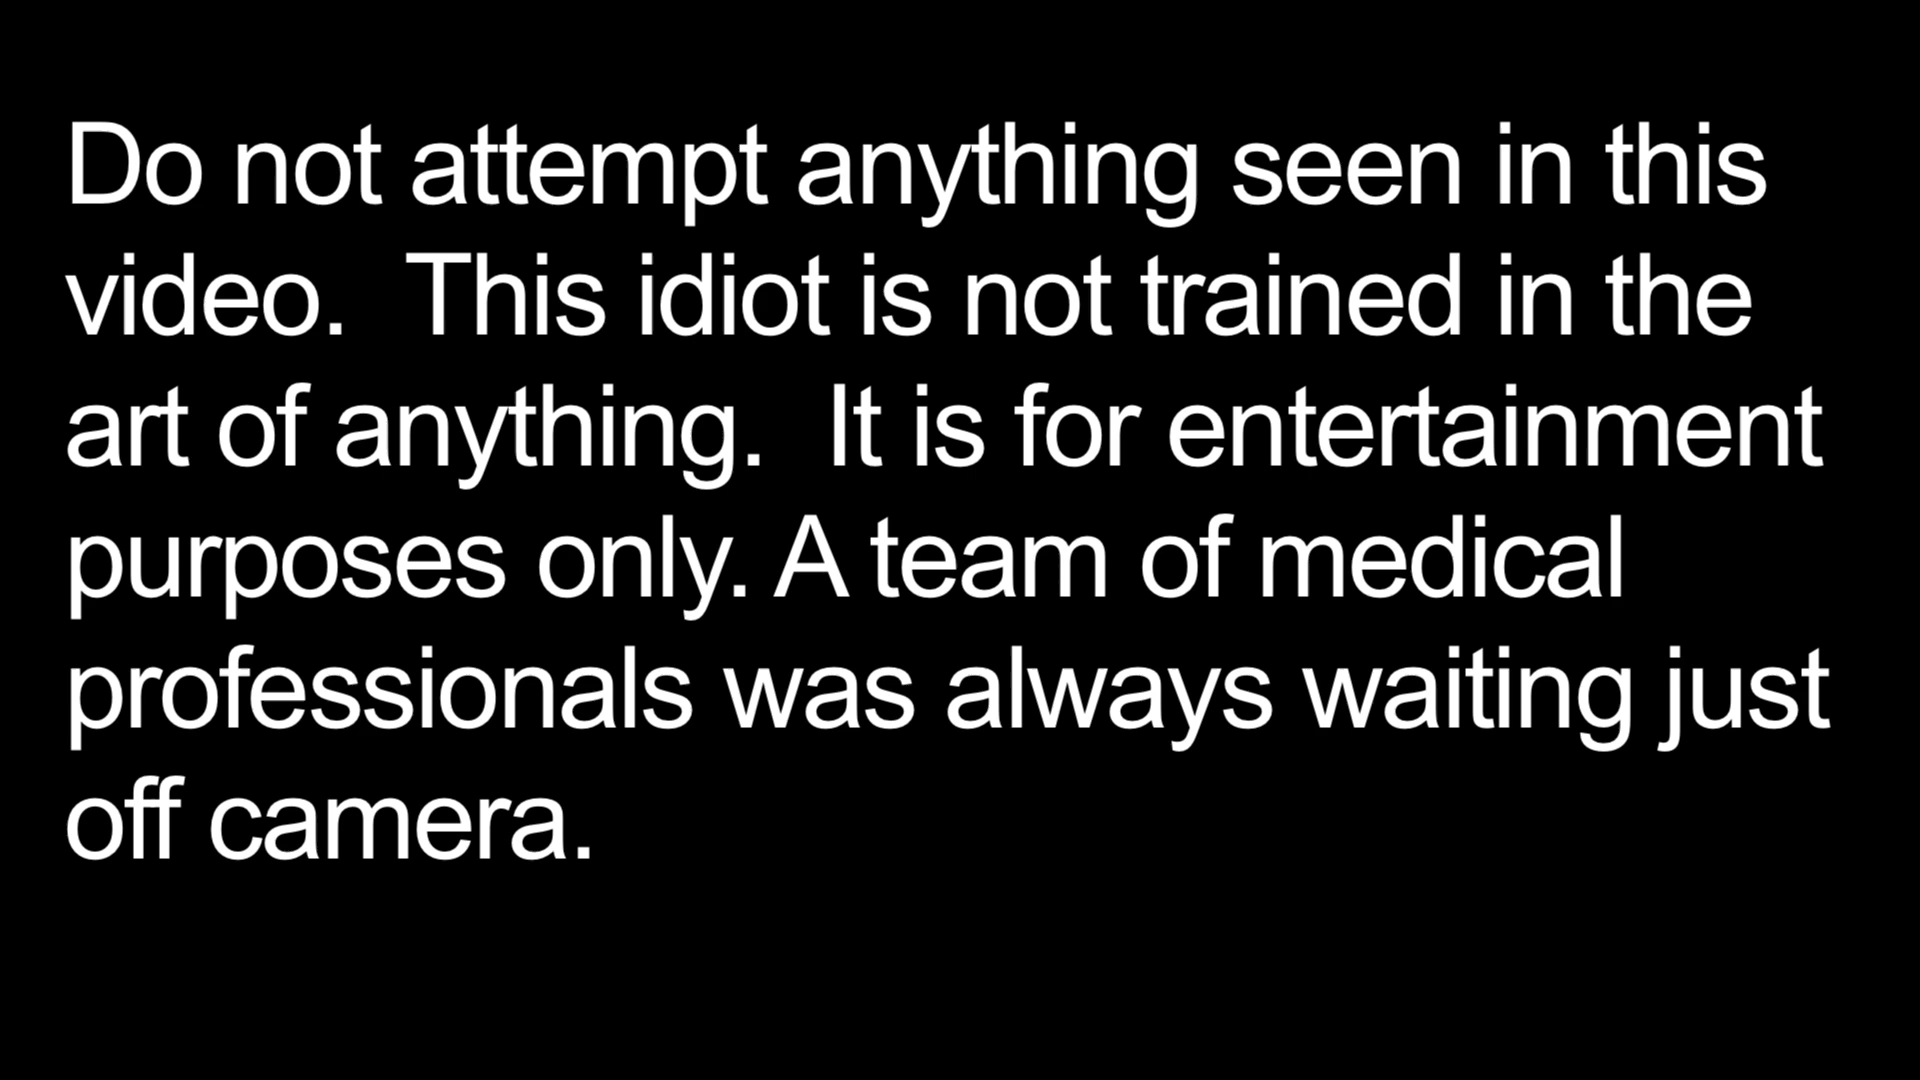 Do not attempt anything seen in this
video.  This idiot is not trained in the
art of anything.  It is for entertainment
purposes only. A team of medical
professionals was always waiting just
off camera.